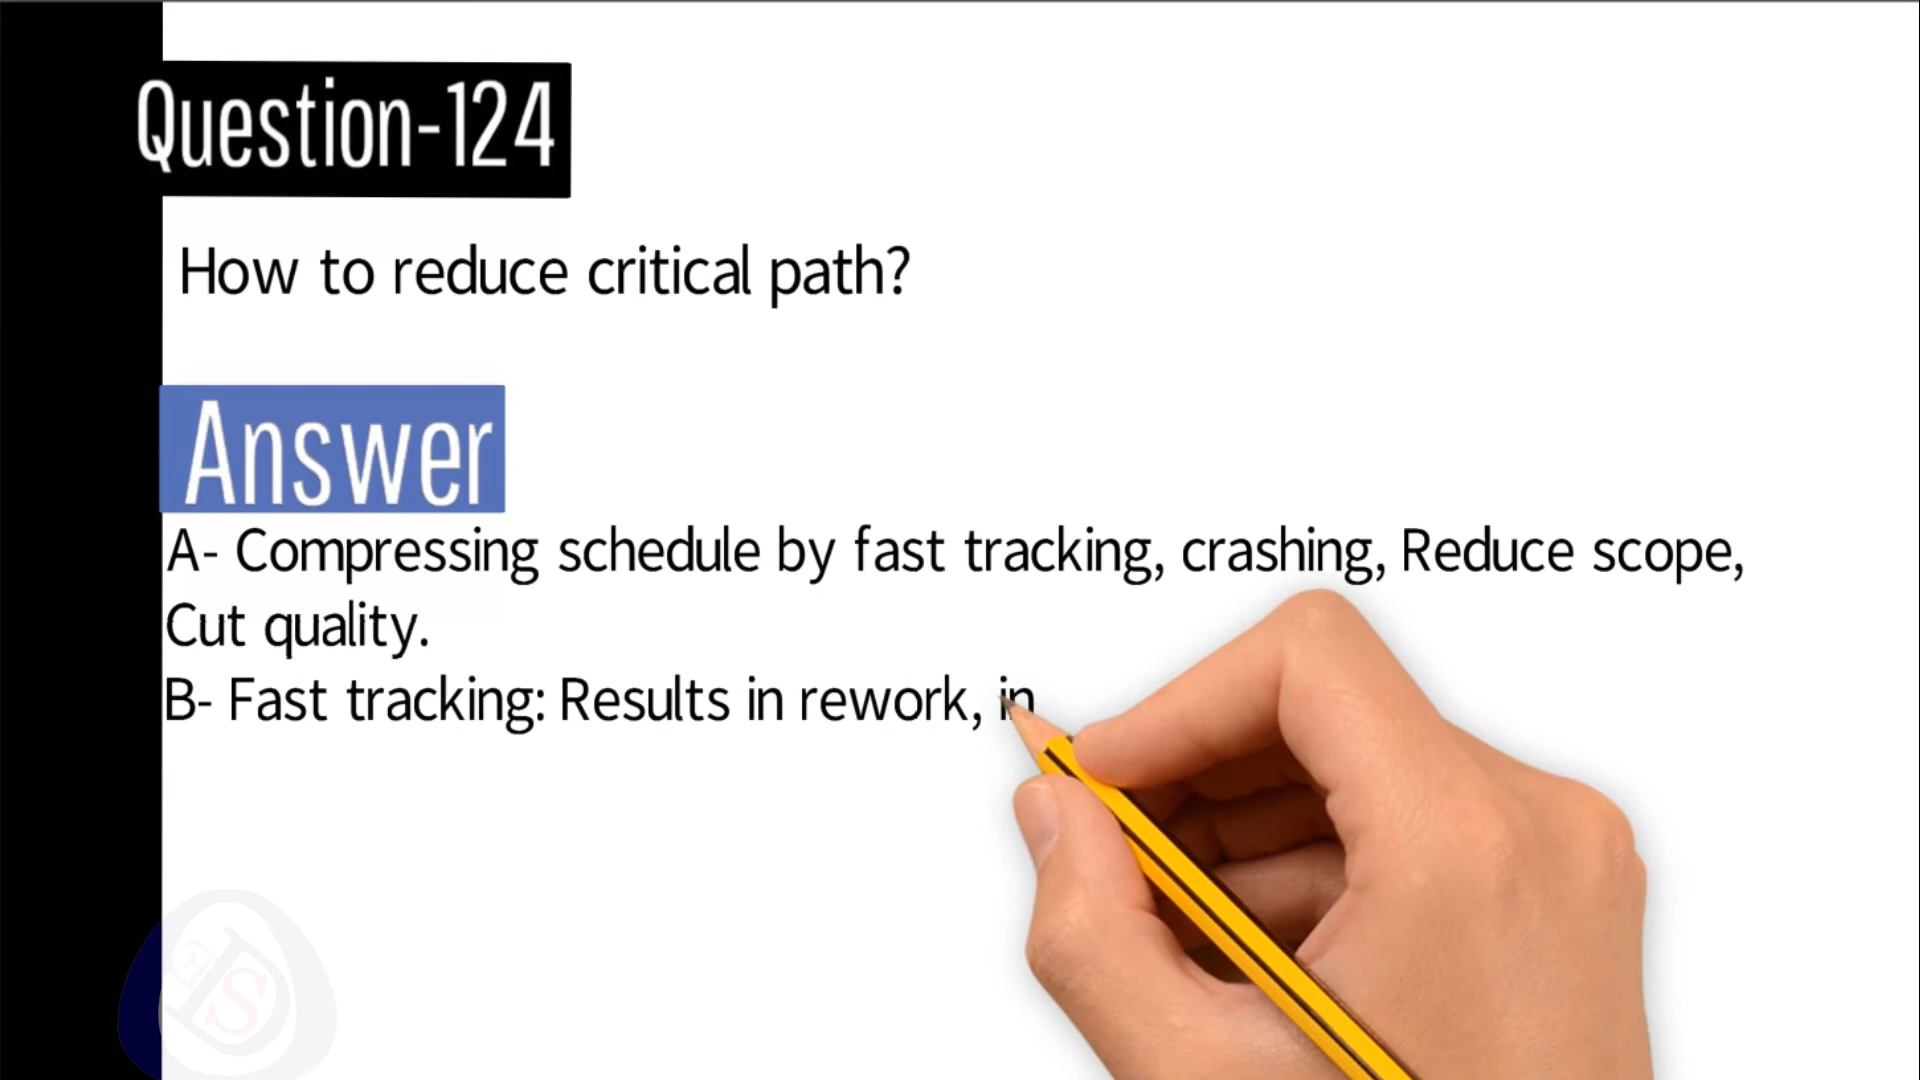 Question-124
How to reduce critical path?
Answer
A- Compressing schedule by fast tracking, crashing, Reduce scope,
Cut quality.
B- Fast tracking: Results in rework, in